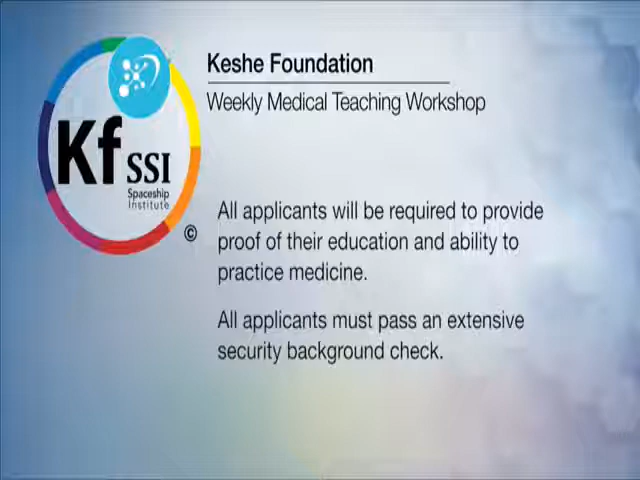 Keshe Foundation
Weekly Medical Teaching Workshop
Kf SSI
Spaceship
Institute
©
All applicants will be required to provide
proof of their education and ability to
practice medicine.
All applicants must pass an extensive
security background check.